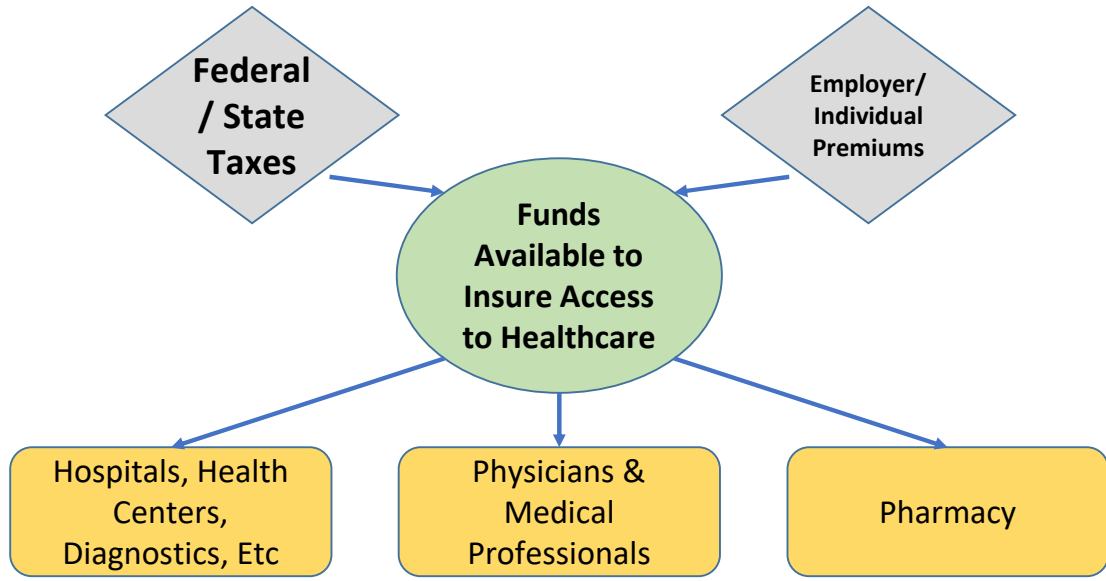 Federal
/ State
Taxes
Employer/
Individual
Premiums
Funds
Available to
Insure Access
to Healthcare
Hospitals, Health
Centers,
Diagnostics, Etc
Physicians &
Medical
Professionals
Pharmacy